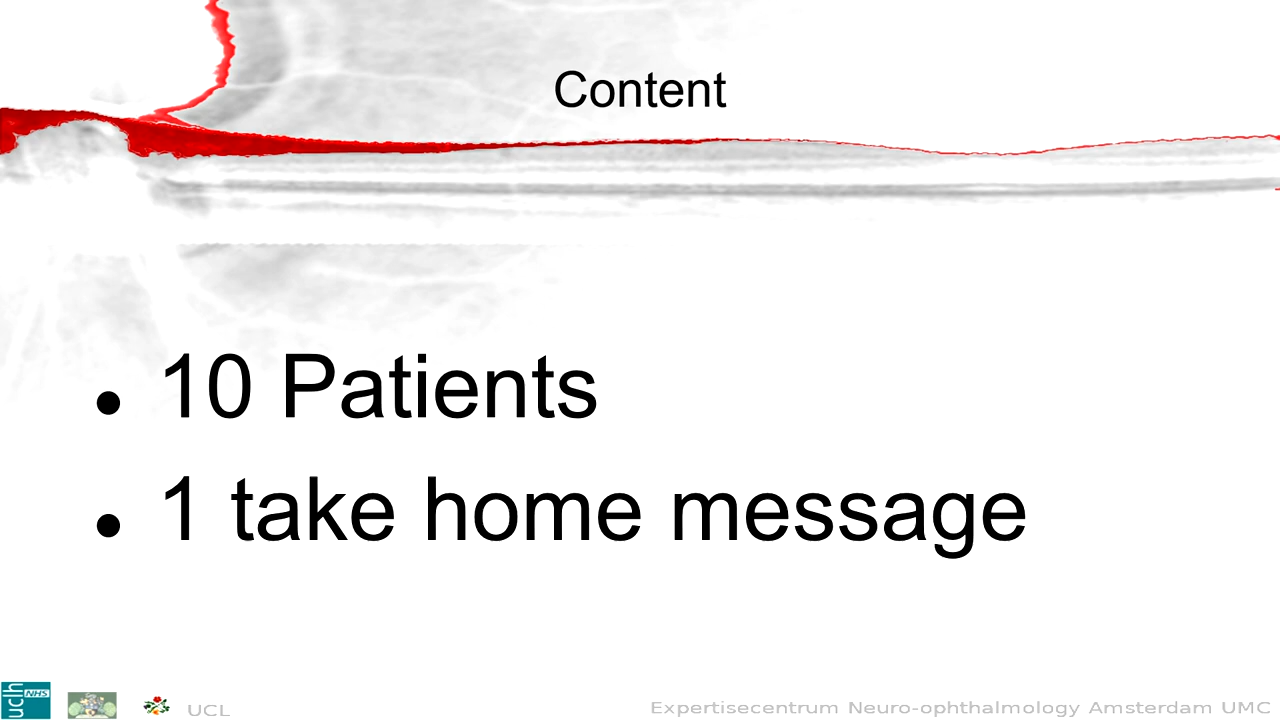 Content
● 10 Patients
● 1 take home message
uclh NHS
UCL
Expertisecentrum Neuro-ophthalmology Amsterdam UMC